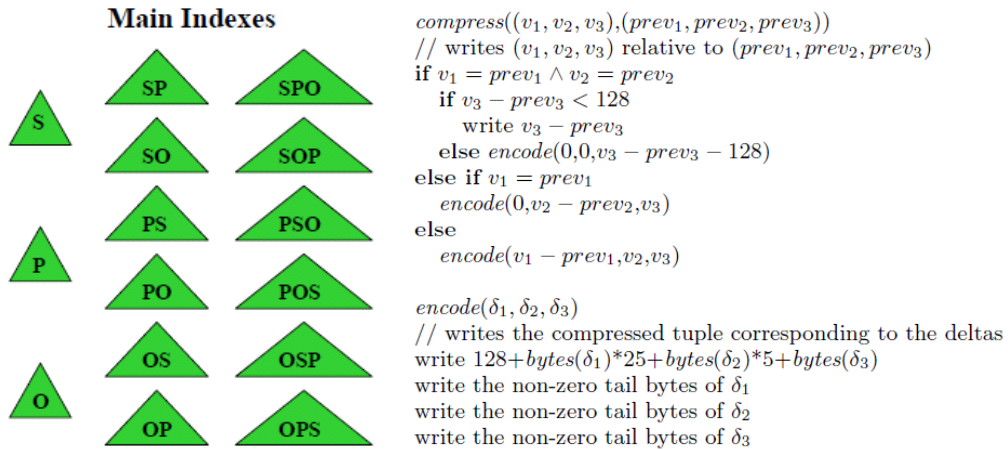 Main Indexes
S
SP
SPO
SO
SOP
P
PS
PSO
PO
POS
O
OS
OSP
OP
OPS
compress((v₁, v₂, v₃),(prev₁, prev₂, prev₃))
// writes (v₁, v₂, v₃) relative to (prev₁, prev₂, prev₃)
if v₁ = prev₁ ∧ v₂ = prev₂
if v₃ − prev₃ < 128
write v₃ − prev₃
else encode(0,0,v₃ − prev₃ − 128)
else if v₁ = prev₁
encode(0,v₂ − prev₂,v₃)
else
encode(v₁ − prev₁,v₂,v₃)
encode(δ₁, δ₂, δ₃)
// writes the compressed tuple corresponding to the deltas
write 128+bytes(δ₁)*25+bytes(δ₂)*5+bytes(δ₃)
write the non-zero tail bytes of δ₁
write the non-zero tail bytes of δ₂
write the non-zero tail bytes of δ₃